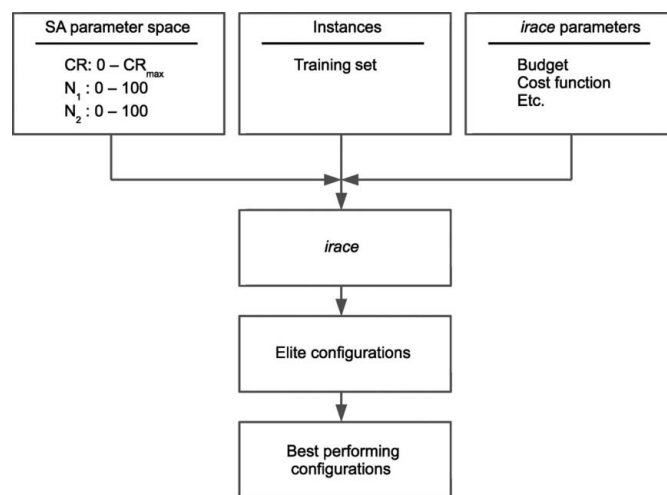 SA parameter space
CR: 0 – CRmax
N1 : 0 – 100
N2 : 0 – 100
Instances
Training set
irace parameters
Budget
Cost function
Etc.
irace
Elite configurations
Best performing
configurations